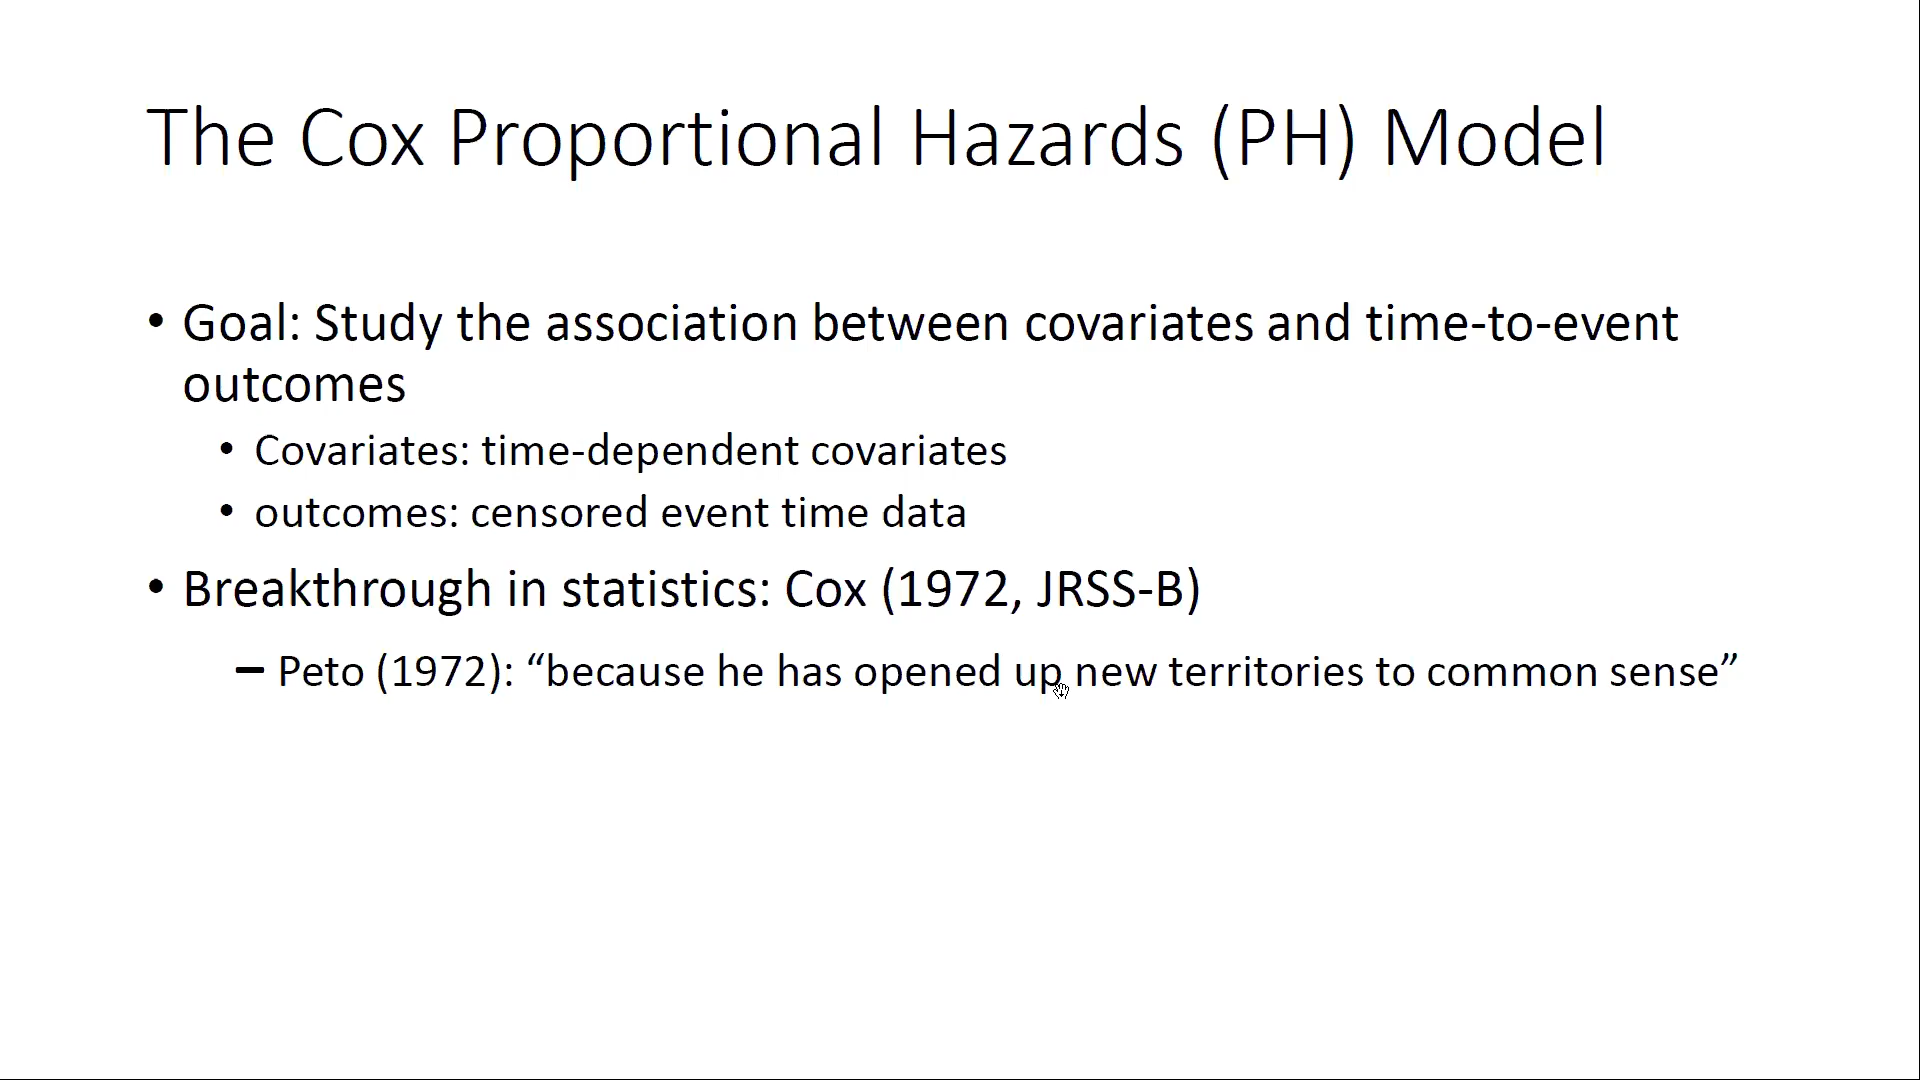 The Cox Proportional Hazards (PH) Model
• Goal: Study the association between covariates and time-to-event
outcomes
• Covariates: time-dependent covariates
• outcomes: censored event time data
• Breakthrough in statistics: Cox (1972, JRSS-B)
– Peto (1972): “because he has opened up new territories to common sense”